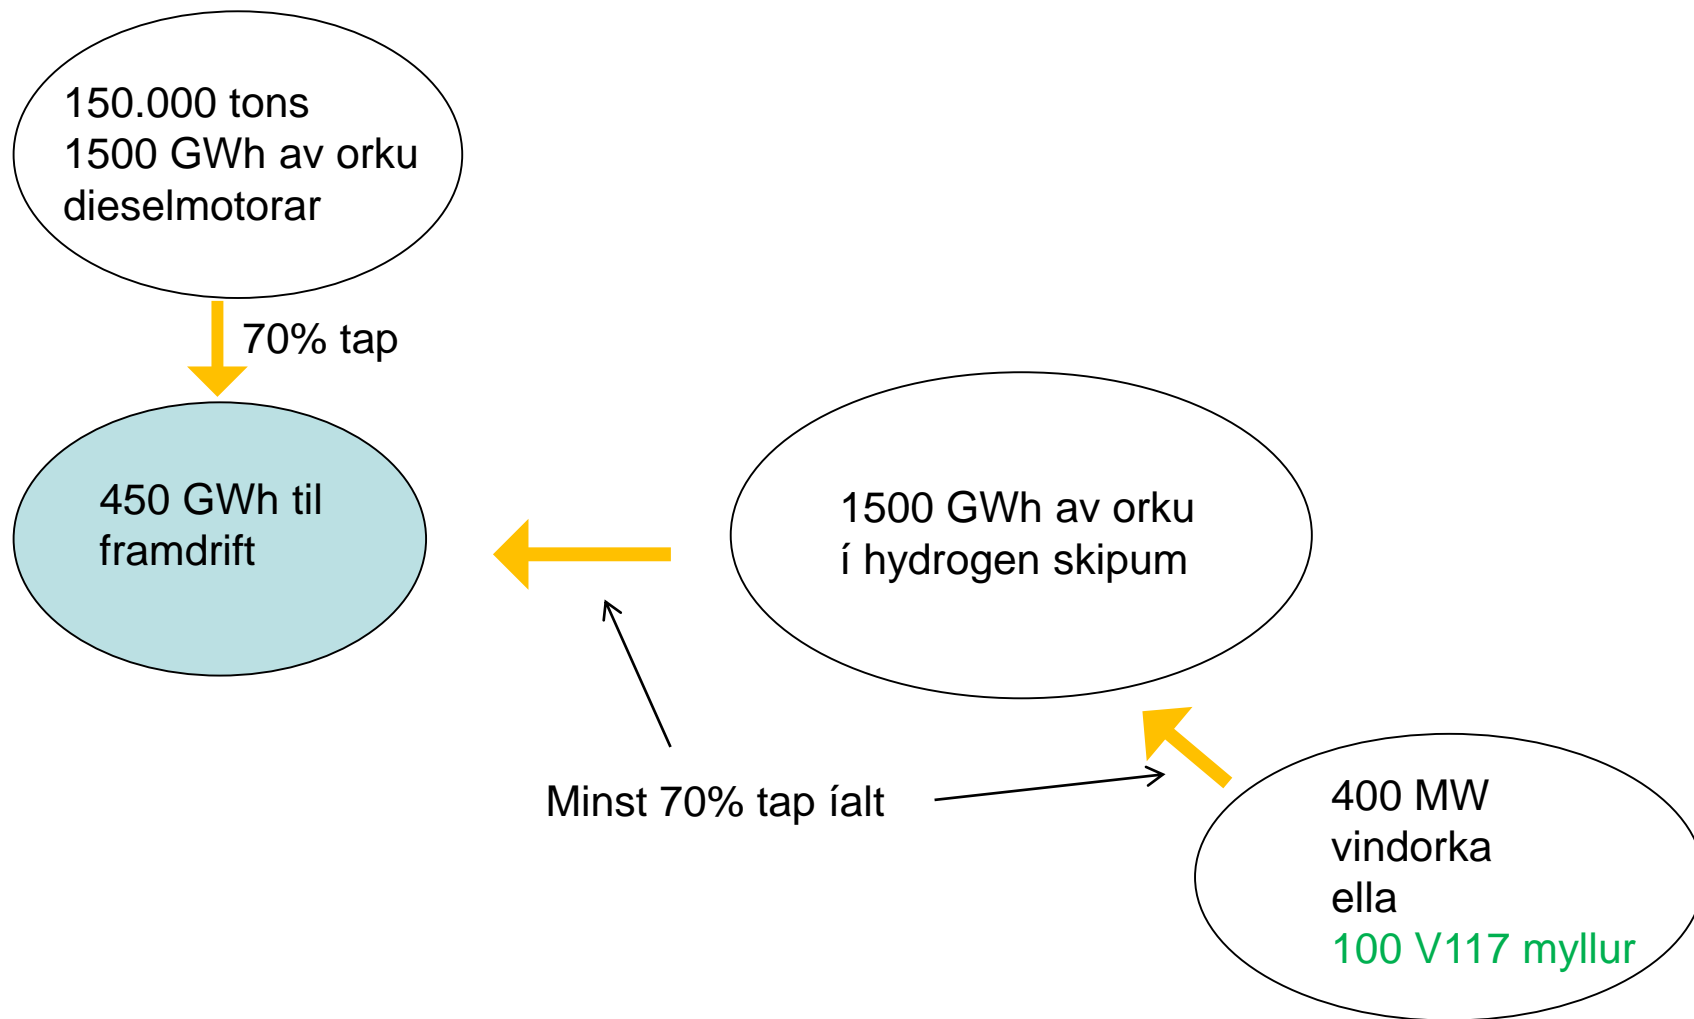 150.000 tons
1500 GWh av orku
dieselmotorar
70% tap
450 GWh til
framdrift
1500 GWh av orku
í hydrogen skipum
Minst 70% tap íalt
400 MW
vindorka
ella
100 V117 myllur